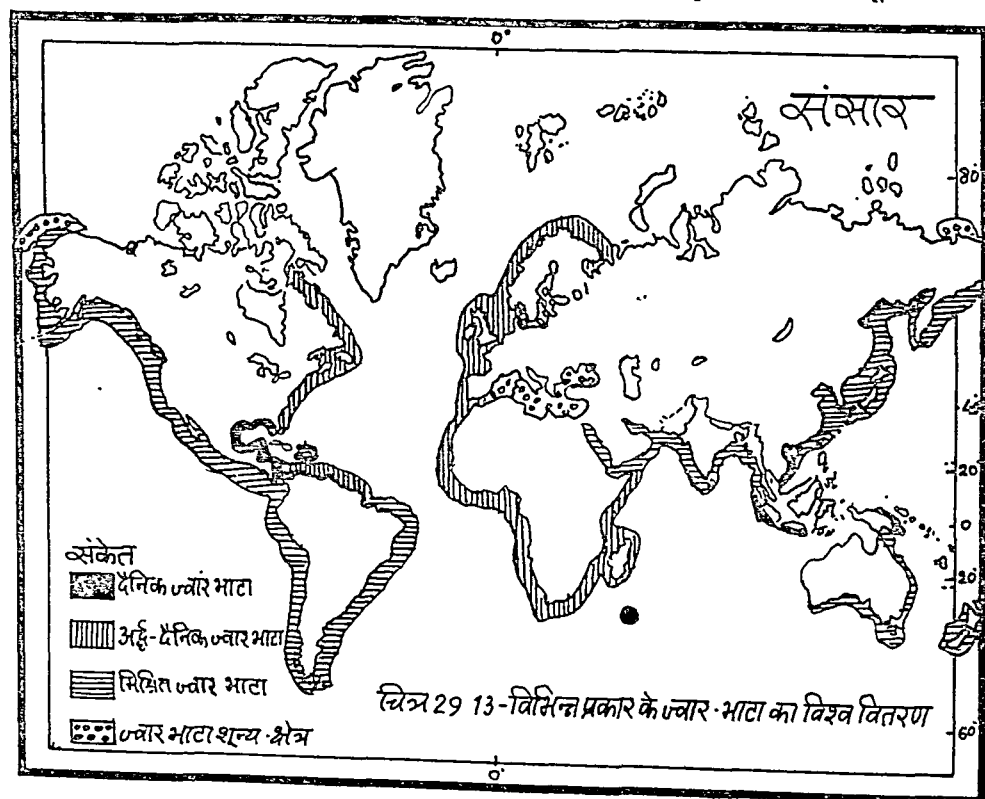 0°
संसार
80°
20
0
20°
60°
संकेत
दैनिक ज्वार भाटा
अर्द्ध-दैनिक ज्वार भाटा
मिश्रित ज्वार भाटा
ज्वार भाटा शून्य-क्षेत्र
चित्र 29 13-विभिन्न प्रकार के ज्वार-भाटा का विश्व वितरण
0°